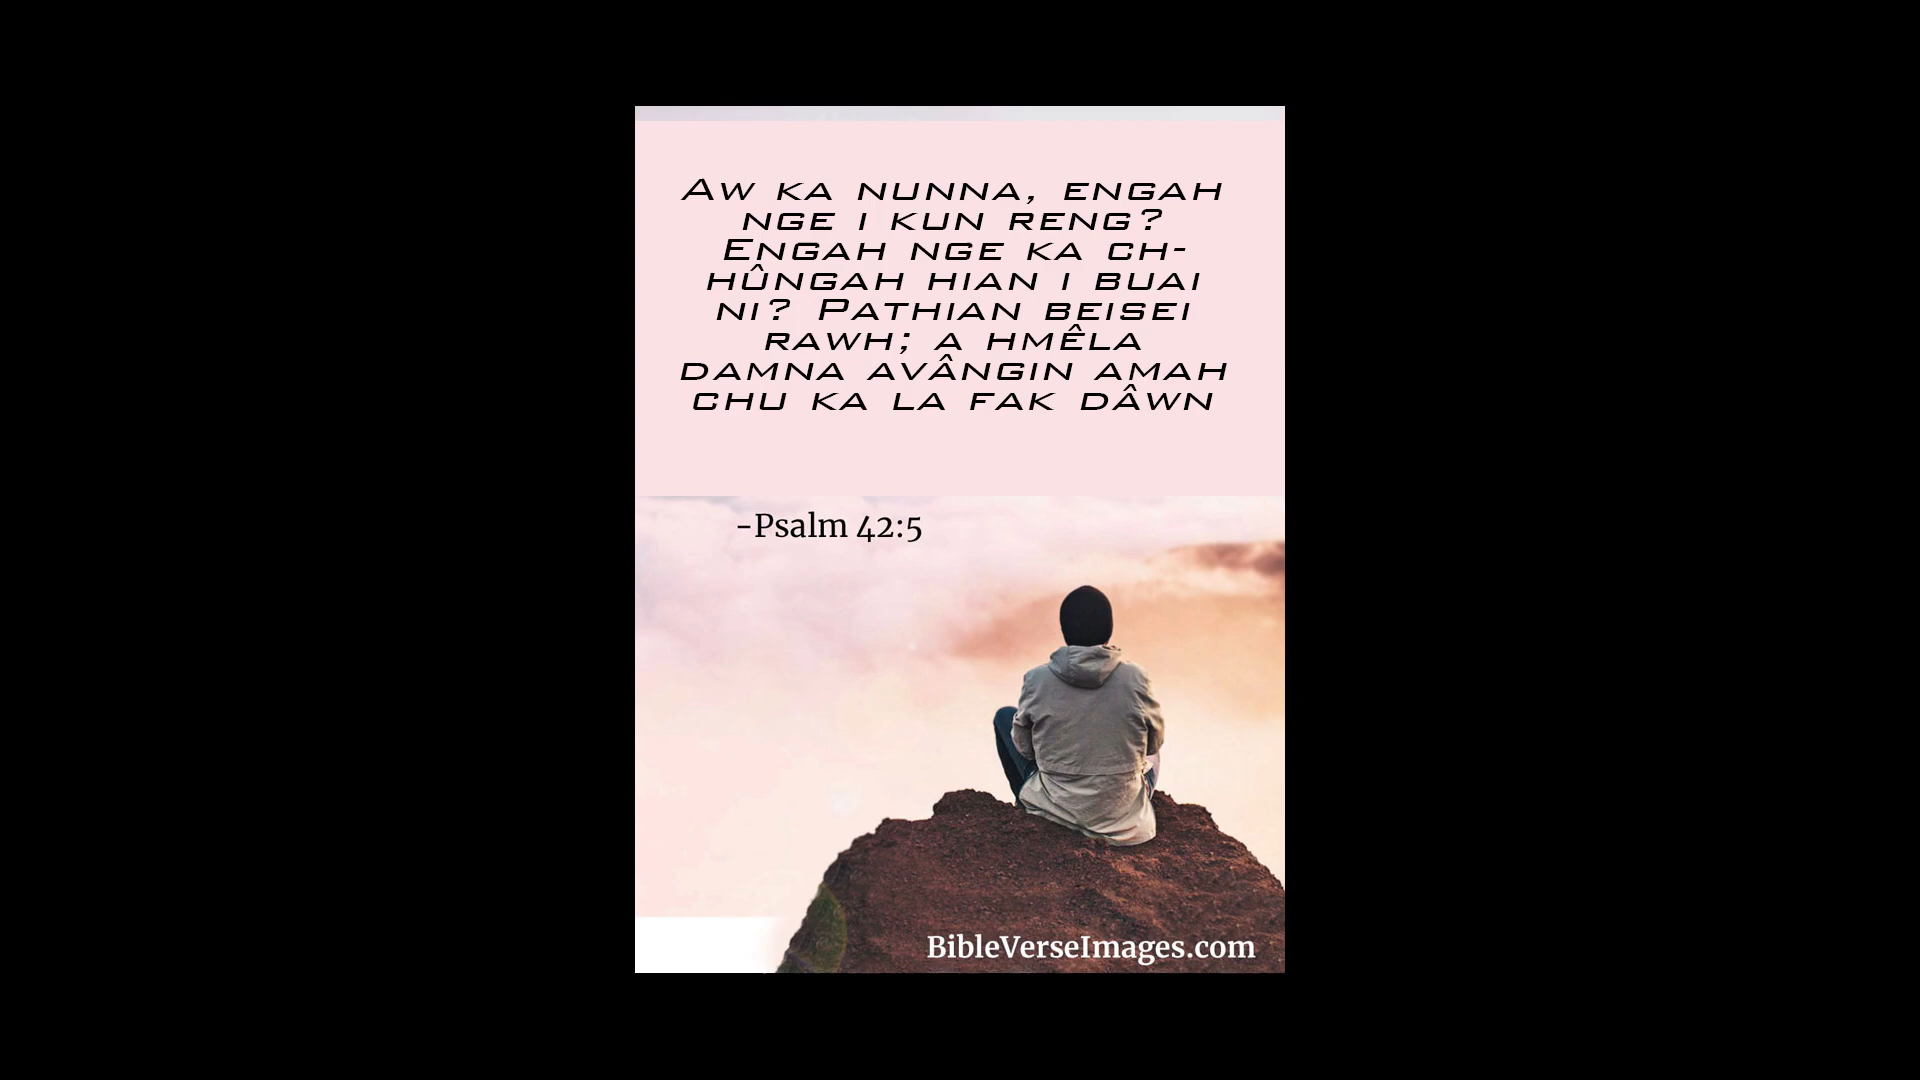 Aw ka nunna, engah
nge i kun reng?
Engah nge ka ch-
hûngah hian i buai
ni? Pathian beisei
rawh; a hmêla
damna avângin amah
chu ka la fak dâwn
-Psalm 42:5
BibleVerseImages.com